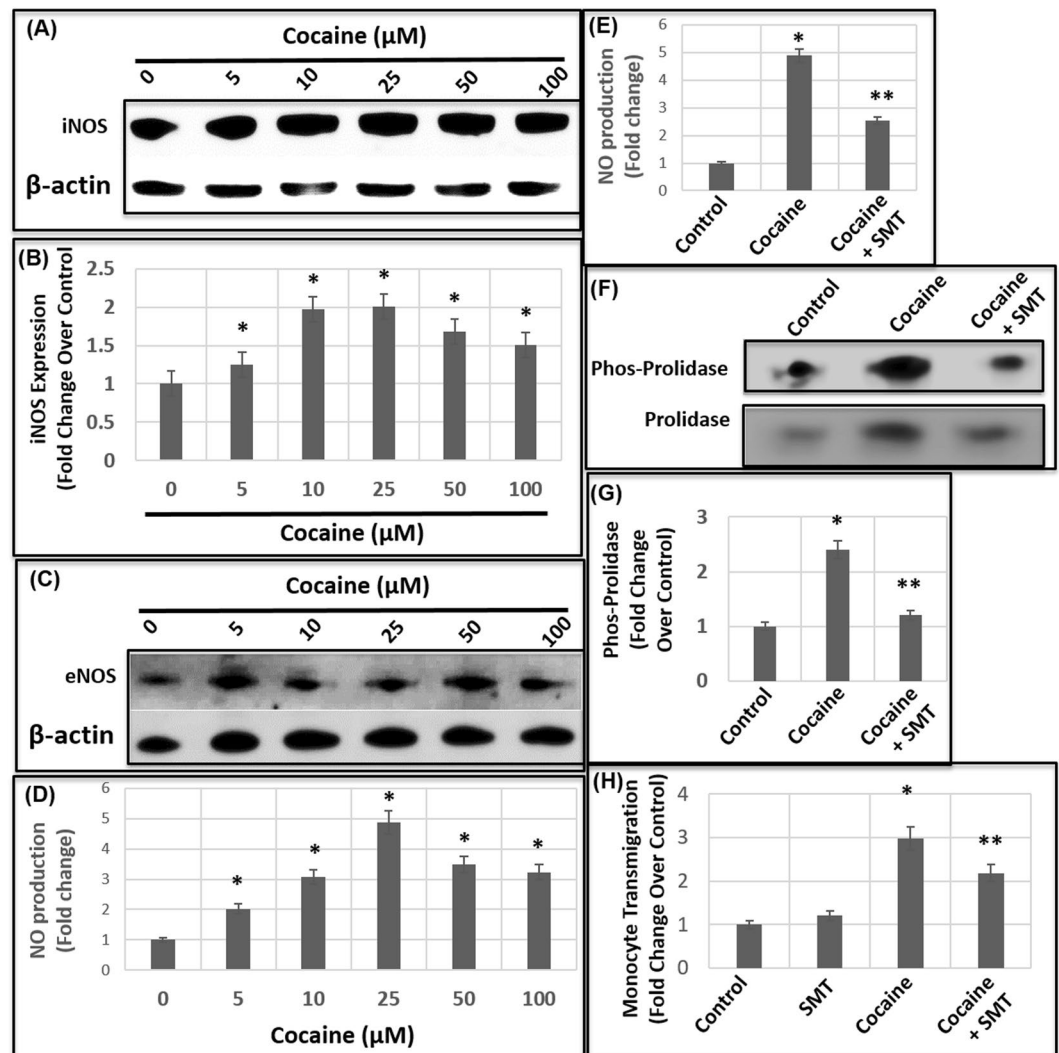 (A)
Cocaine (µM)
0 5 10 25 50 100
iNOS
β-actin
(B)
iNOS Expression
(Fold Change Over Control)
2.5
2
1.5
1
0.5
0
* * * * *
0 5 10 25 50 100
Cocaine (µM)
(C)
Cocaine (µM)
0 5 10 25 50 100
eNOS
β-actin
(D)
NO production
(Fold change)
6
5
4
3
2
1
0
* * * * *
0 5 10 25 50 100
Cocaine (µM)
(E)
NO production
(Fold change)
6
5
4
3
2
1
0
* **
Control
Cocaine
Cocaine
+ SMT
(F)
Control
Cocaine
Cocaine
+ SMT
Phos-Prolidase
Prolidase
(G)
Phos-Prolidase
(Fold Change
Over Control)
3
2
1
0
* **
Control
Cocaine
Cocaine
+ SMT
(H)
Monocyte Transmigration
(Fold Change Over Control)
4
3
2
1
0
* **
Control
SMT
Cocaine
Cocaine
+ SMT